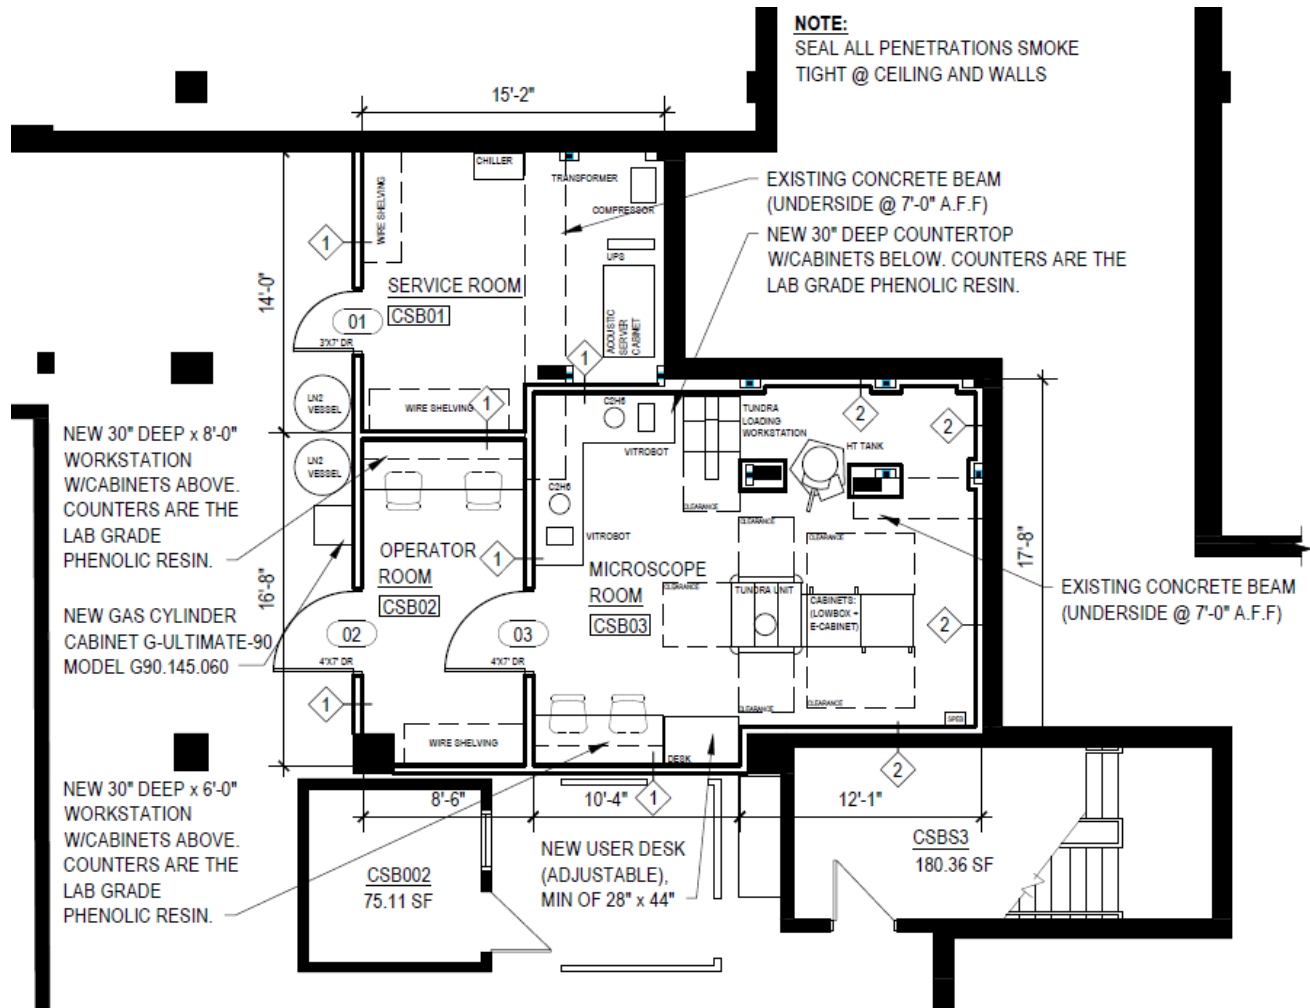 NOTE:
SEAL ALL PENETRATIONS SMOKE
TIGHT @ CEILING AND WALLS
15'-2"
CHILLER
TRANSFORMER
COMPRESSOR
WIRE SHELVING
EXISTING CONCRETE BEAM
(UNDERSIDE @ 7'-0" A.F.F)
NEW 30" DEEP COUNTERTOP
W/CABINETS BELOW. COUNTERS ARE THE
LAB GRADE PHENOLIC RESIN.
1
UPS
14'-0"
SERVICE ROOM
CSB01
01
3'X7' DR
ACOUSTIC
SERVER
CABINET
1
LN2
VESSEL
WIRE SHELVING
1
C2H6
VITROBOT
TUNDRA
LOADING
WORKSTATION
2
2
HT TANK
NEW 30" DEEP x 8'-0"
WORKSTATION
W/CABINETS ABOVE.
COUNTERS ARE THE
LAB GRADE
PHENOLIC RESIN.
LN2
VESSEL
C2H6
VITROBOT
CLEARANCE
CLEARANCE
CLEARANCE
17'-8"
OPERATOR
ROOM
CSB02
1
MICROSCOPE
ROOM
CSB03
CLEARANCE
TUNDRA UNIT
CABINETS:
(LOWBOX +
E-CABINET)
2
EXISTING CONCRETE BEAM
(UNDERSIDE @ 7'-0" A.F.F)
16'-8"
NEW GAS CYLINDER
CABINET G-ULTIMATE-90
MODEL G90.145.060
02
4'X7' DR
03
4'X7' DR
1
WIRE SHELVING
CLEARANCE
CLEARANCE
DESK
1
2
NEW 30" DEEP x 6'-0"
WORKSTATION
W/CABINETS ABOVE.
COUNTERS ARE THE
LAB GRADE
PHENOLIC RESIN.
8'-6"
10'-4"
12'-1"
NEW USER DESK
(ADJUSTABLE),
MIN OF 28" x 44"
CSB002
75.11 SF
CSBS3
180.36 SF